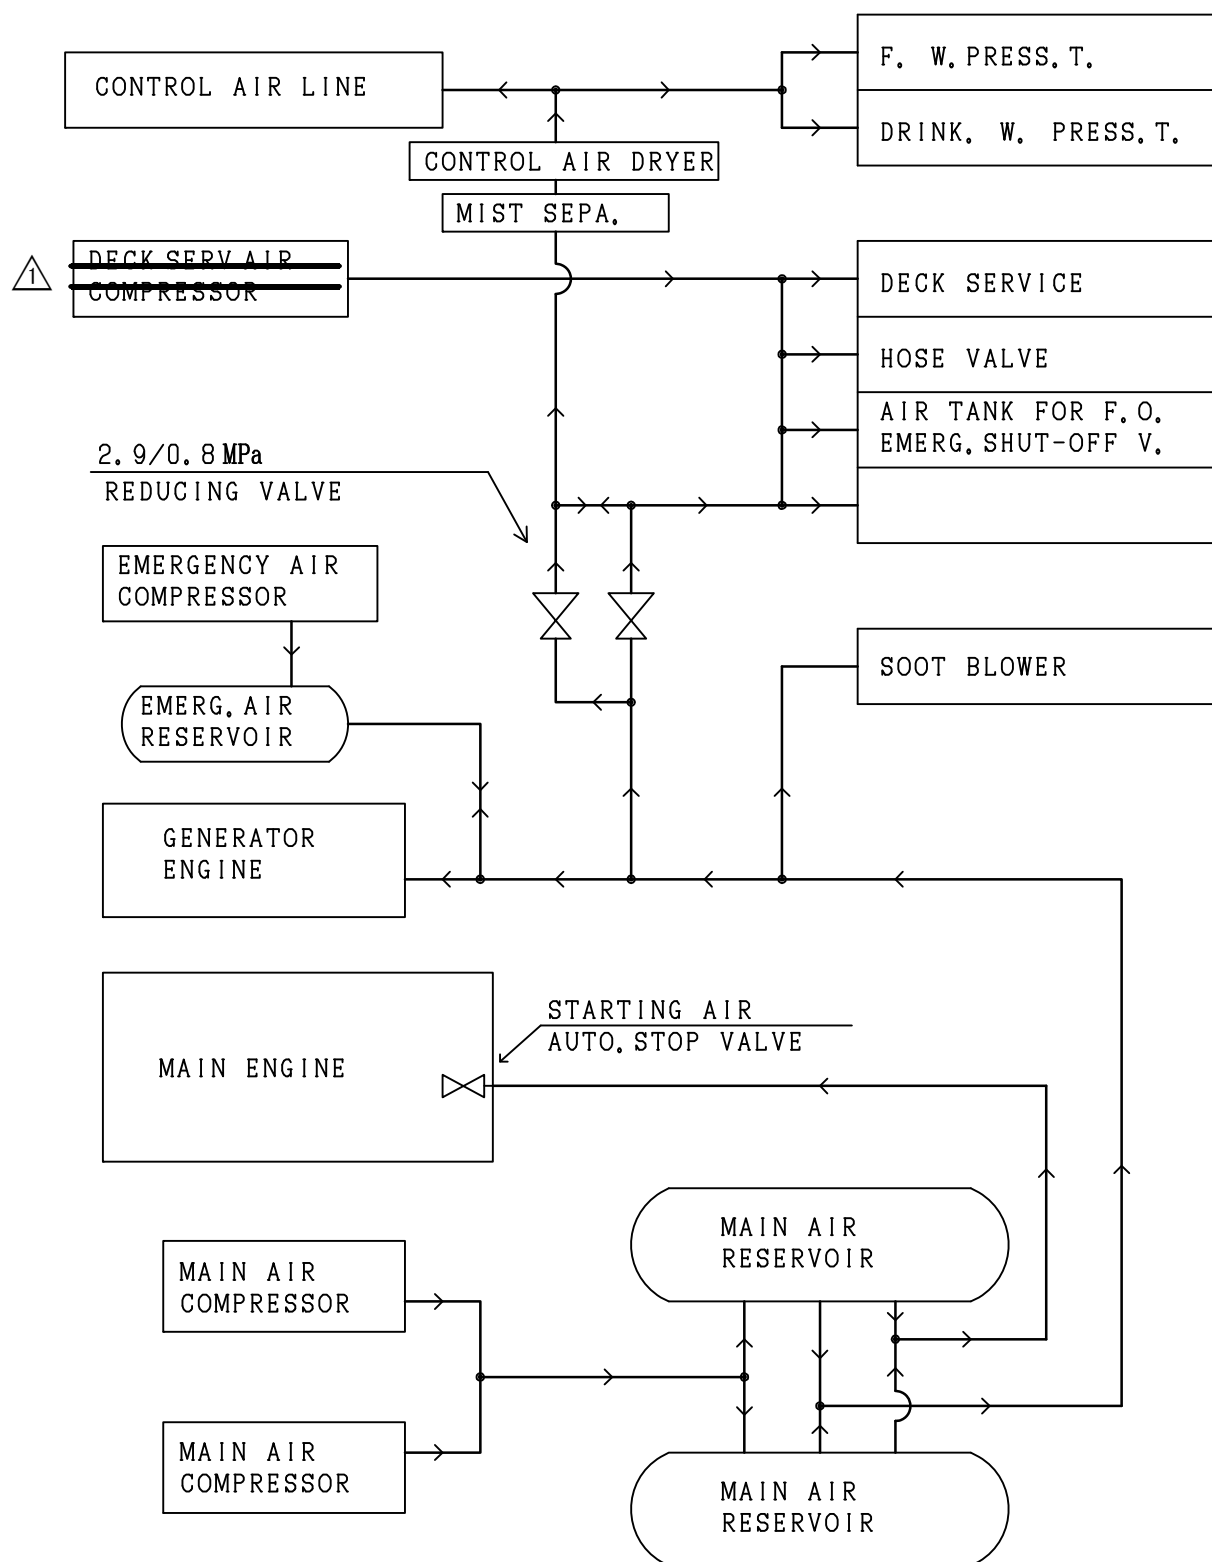 F. W. PRESS. T.
CONTROL AIR LINE
DRINK. W. PRESS. T.
CONTROL AIR DRYER
MIST SEPA.
1
DECK SERV AIR
COMPRESSOR
DECK SERVICE
HOSE VALVE
AIR TANK FOR F. O.
EMERG. SHUT-OFF V.
2. 9/0. 8 MPa
REDUCING VALVE
EMERGENCY AIR
COMPRESSOR
SOOT BLOWER
EMERG. AIR
RESERVOIR
GENERATOR
ENGINE
STARTING AIR
AUTO. STOP VALVE
MAIN ENGINE
MAIN AIR
RESERVOIR
MAIN AIR
COMPRESSOR
MAIN AIR
COMPRESSOR
MAIN AIR
RESERVOIR